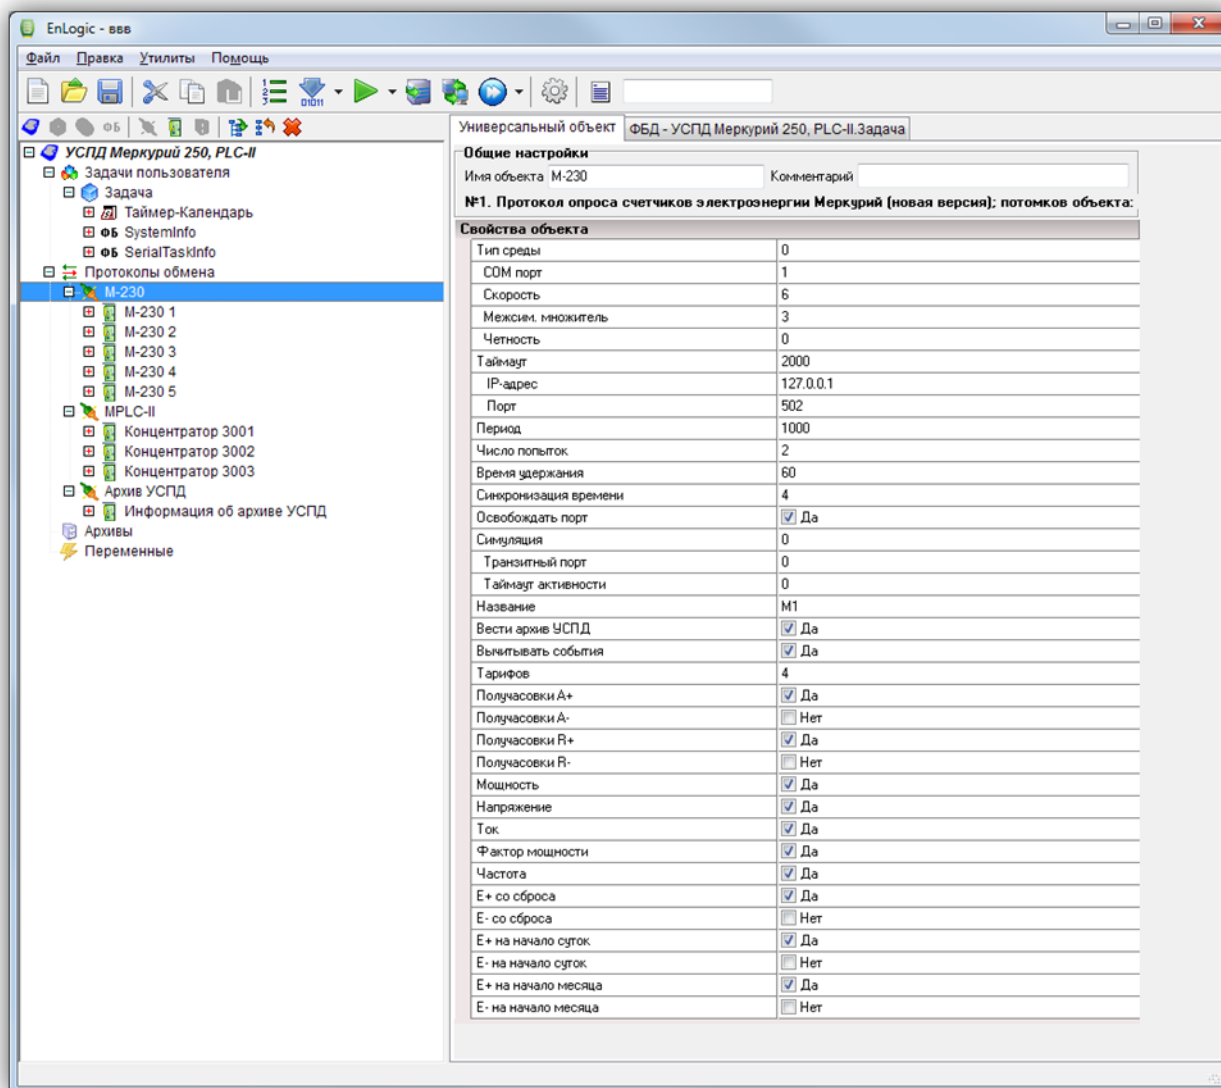 EnLogic - ввв
Файл Правка Утилиты Помощь
Универсальный объект ФБД - УСПД Меркурий 250, PLC-II.Задача
УСПД Меркурий 250, PLC-II
Задачи пользователя
Задача
Таймер-Календарь
ФБ SystemInfo
ФБ SerialTaskInfo
Протоколы обмена
М-230
М-230 1
М-230 2
М-230 3
М-230 4
М-230 5
MPLC-II
Концентратор 3001
Концентратор 3002
Концентратор 3003
Архив УСПД
Информация об архиве УСПД
Архивы
Переменные
Общие настройки
Имя объекта М-230 Комментарий
№1. Протокол опроса счетчиков электроэнергии Меркурий (новая версия); потомков объекта:
Свойства объекта
Тип среды 0
COM порт 1
Скорость 6
Межсим. множитель 3
Четность 0
Таймаут 2000
IP-адрес 127.0.0.1
Порт 502
Период 1000
Число попыток 2
Время удержания 60
Синхронизация времени 4
Освобождать порт Да
Симуляция 0
Транзитный порт 0
Таймаут активности 0
Название М1
Вести архив УСПД Да
Вычитывать события Да
Тарифов 4
Получасовки А+ Да
Получасовки А- Нет
Получасовки R+ Да
Получасовки R- Нет
Мощность Да
Напряжение Да
Ток Да
Фактор мощности Да
Частота Да
Е+ со сброса Да
Е- со сброса Нет
Е+ на начало суток Да
Е- на начало суток Нет
Е+ на начало месяца Да
Е- на начало месяца Нет